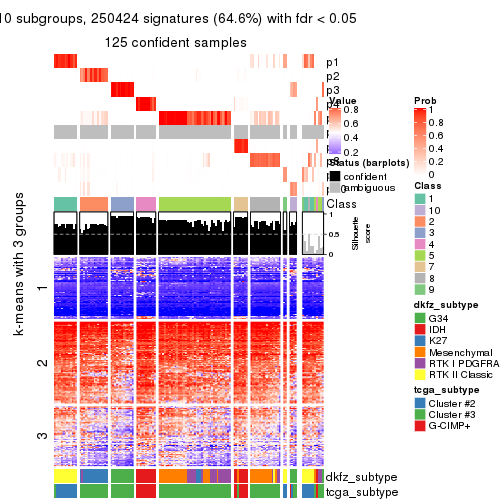 10 subgroups, 250424 signatures (64.6%) with fdr < 0.05
125 confident samples
p1
p2
p3
Value
0.8
0.6
0.4
0.2
Status (barplots)
confident
ambiguous
Class
1
0.5
0
Silhouette
score
k-means with 3 groups
1
2
3
dkfz_subtype
tcga_subtype
Prob
1
0.8
0.6
0.4
0.2
0
Class
1
10
2
3
4
5
7
8
9
dkfz_subtype
G34
IDH
K27
Mesenchymal
RTK I PDGFRA
RTK II Classic
tcga_subtype
Cluster #2
Cluster #3
G-CIMP+